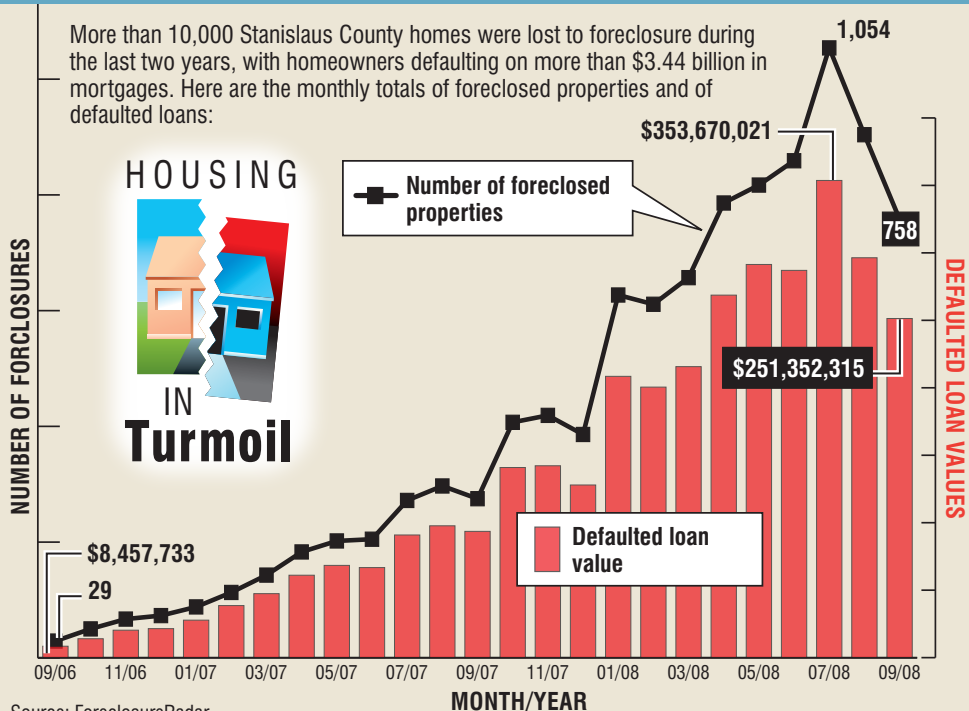 More than 10,000 Stanislaus County homes were lost to foreclosure during
the last two years, with homeowners defaulting on more than $3.44 billion in
mortgages. Here are the monthly totals of foreclosed properties and of
defaulted loans:
1,054
$353,670,021
HOUSING
IN
Turmoil
Number of foreclosed
properties
758
$251,352,315
Defaulted loan
value
$8,457,733
29
NUMBER OF FORCLOSURES
DEFAULTED LOAN VALUES
09/06 11/06 01/07 03/07 05/07 07/07 09/07 11/07 01/08 03/08 05/08 07/08 09/08
MONTH/YEAR
Source: ForeclosureRadar